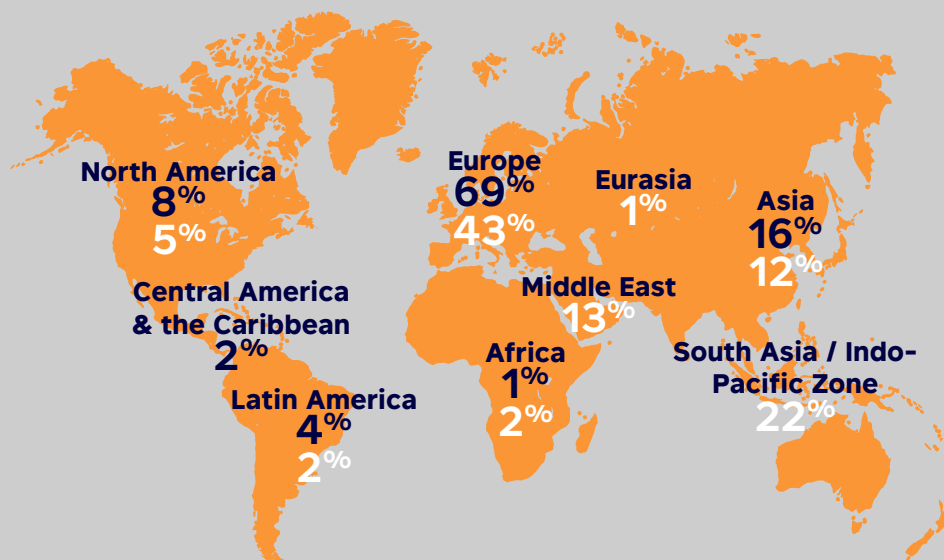 North America
8%
5%
Europe
69%
43%
Eurasia
1%
Asia
16%
12%
Central America
& the Caribbean
2%
Middle East
13%
Africa
1%
2%
South Asia / Indo-
Pacific Zone
22%
Latin America
4%
2%